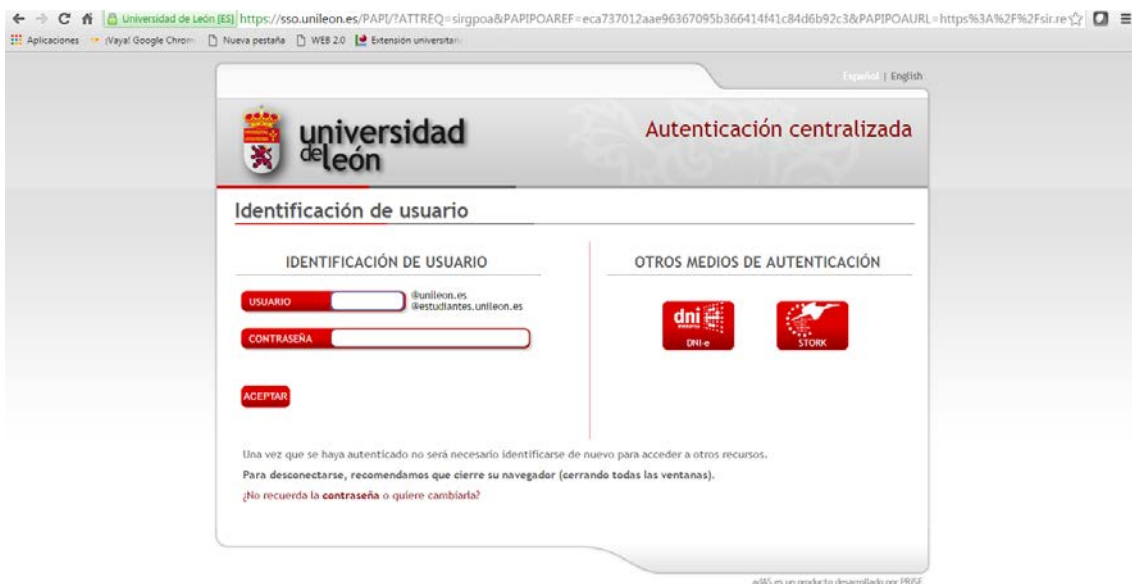 Universidad de León [ES] https://sso.unileon.es/PAPI/?ATTREQ=sirgpoa&PAPIPOAREF=eca737012aae96367095b366414f41c84d6b92c3&PAPIPOAURL=https%3A%2F%2Fsir.re
Aplicaciones ¡Vaya! Google Chrom Nueva pestaña WEB 2.0 Extensión universitari
Español | English
universidad
de león
Autenticación centralizada
Identificación de usuario
IDENTIFICACIÓN DE USUARIO
USUARIO
@unileon.es
@estudiantes.unileon.es
CONTRASEÑA
ACEPTAR
OTROS MEDIOS DE AUTENTICACIÓN
dni
DNI-e
STORK
Una vez que se haya autenticado no será necesario identificarse de nuevo para acceder a otros recursos.
Para desconectarse, recomendamos que cierre su navegador (cerrando todas las ventanas).
¿No recuerda la contraseña o quiere cambiarla?
adAS es un producto desarrollado por PRiSE